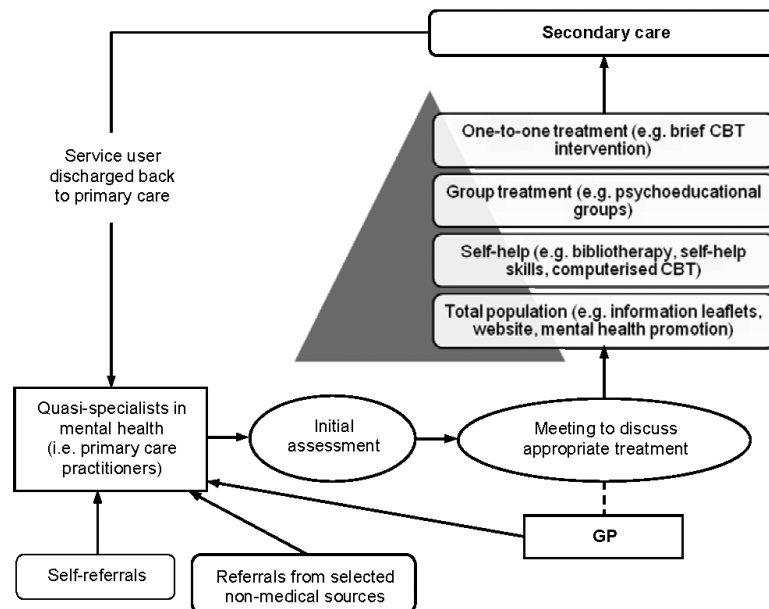 Secondary care
One-to-one treatment (e.g. brief CBT
intervention)
Group treatment (e.g. psychoeducational
groups)
Self-help (e.g. bibliotherapy, self-help
skills, computerised CBT)
Total population (e.g. information leaflets,
website, mental health promotion)
Service user
discharged back
to primary care
Quasi-specialists in
mental health
(i.e. primary care
practitioners)
Initial
assessment
Meeting to discuss
appropriate treatment
GP
Self-referrals
Referrals from selected
non-medical sources